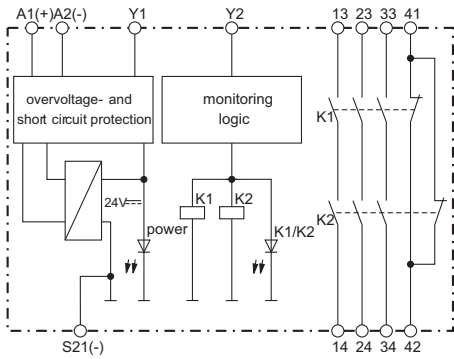 A1(+) A2(-) Y1 Y2 13 23 33 41
overvoltage- and
short circuit protection
monitoring
logic
K1
24V
K1 K2
power
K1/K2
K2
S21(-) 14 24 34 42